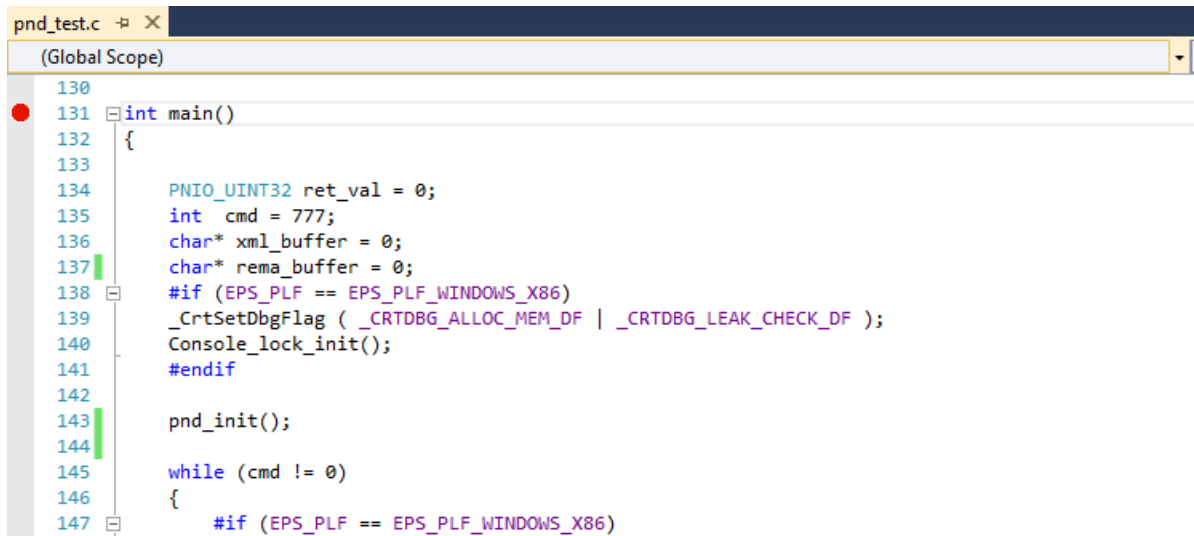 pnd_test.c
(Global Scope)
130
131 int main()
132 {
133
134 PNIO_UINT32 ret_val = 0;
135 int  cmd = 777;
136 char* xml_buffer = 0;
137 char* rema_buffer = 0;
138 #if (EPS_PLF == EPS_PLF_WINDOWS_X86)
139 _CrtSetDbgFlag ( _CRTDBG_ALLOC_MEM_DF | _CRTDBG_LEAK_CHECK_DF );
140 Console_lock_init();
141 #endif
142
143 pnd_init();
144
145 while (cmd != 0)
146 {
147 #if (EPS_PLF == EPS_PLF_WINDOWS_X86)